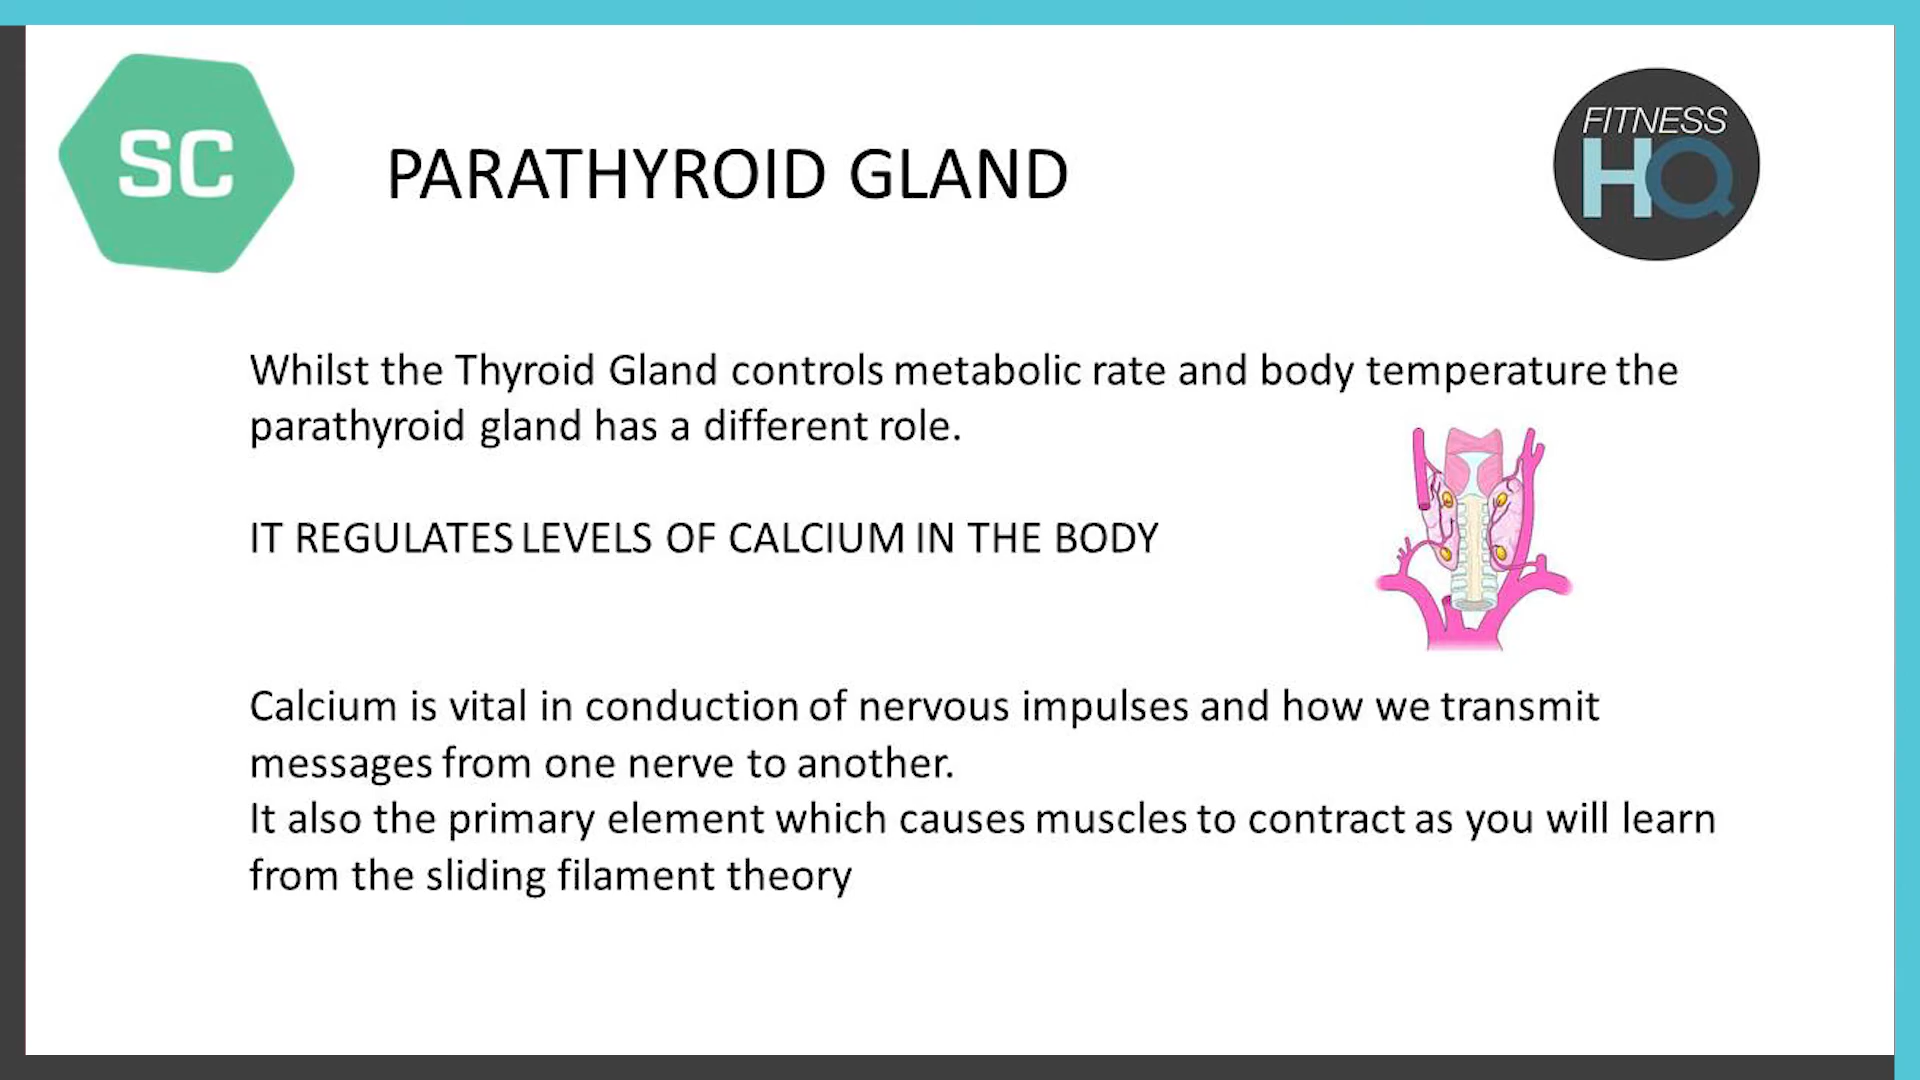 SC
PARATHYROID GLAND
FITNESS
HQ
Whilst the Thyroid Gland controls metabolic rate and body temperature the
parathyroid gland has a different role.
IT REGULATES LEVELS OF CALCIUM IN THE BODY
Calcium is vital in conduction of nervous impulses and how we transmit
messages from one nerve to another.
It also the primary element which causes muscles to contract as you will learn
from the sliding filament theory